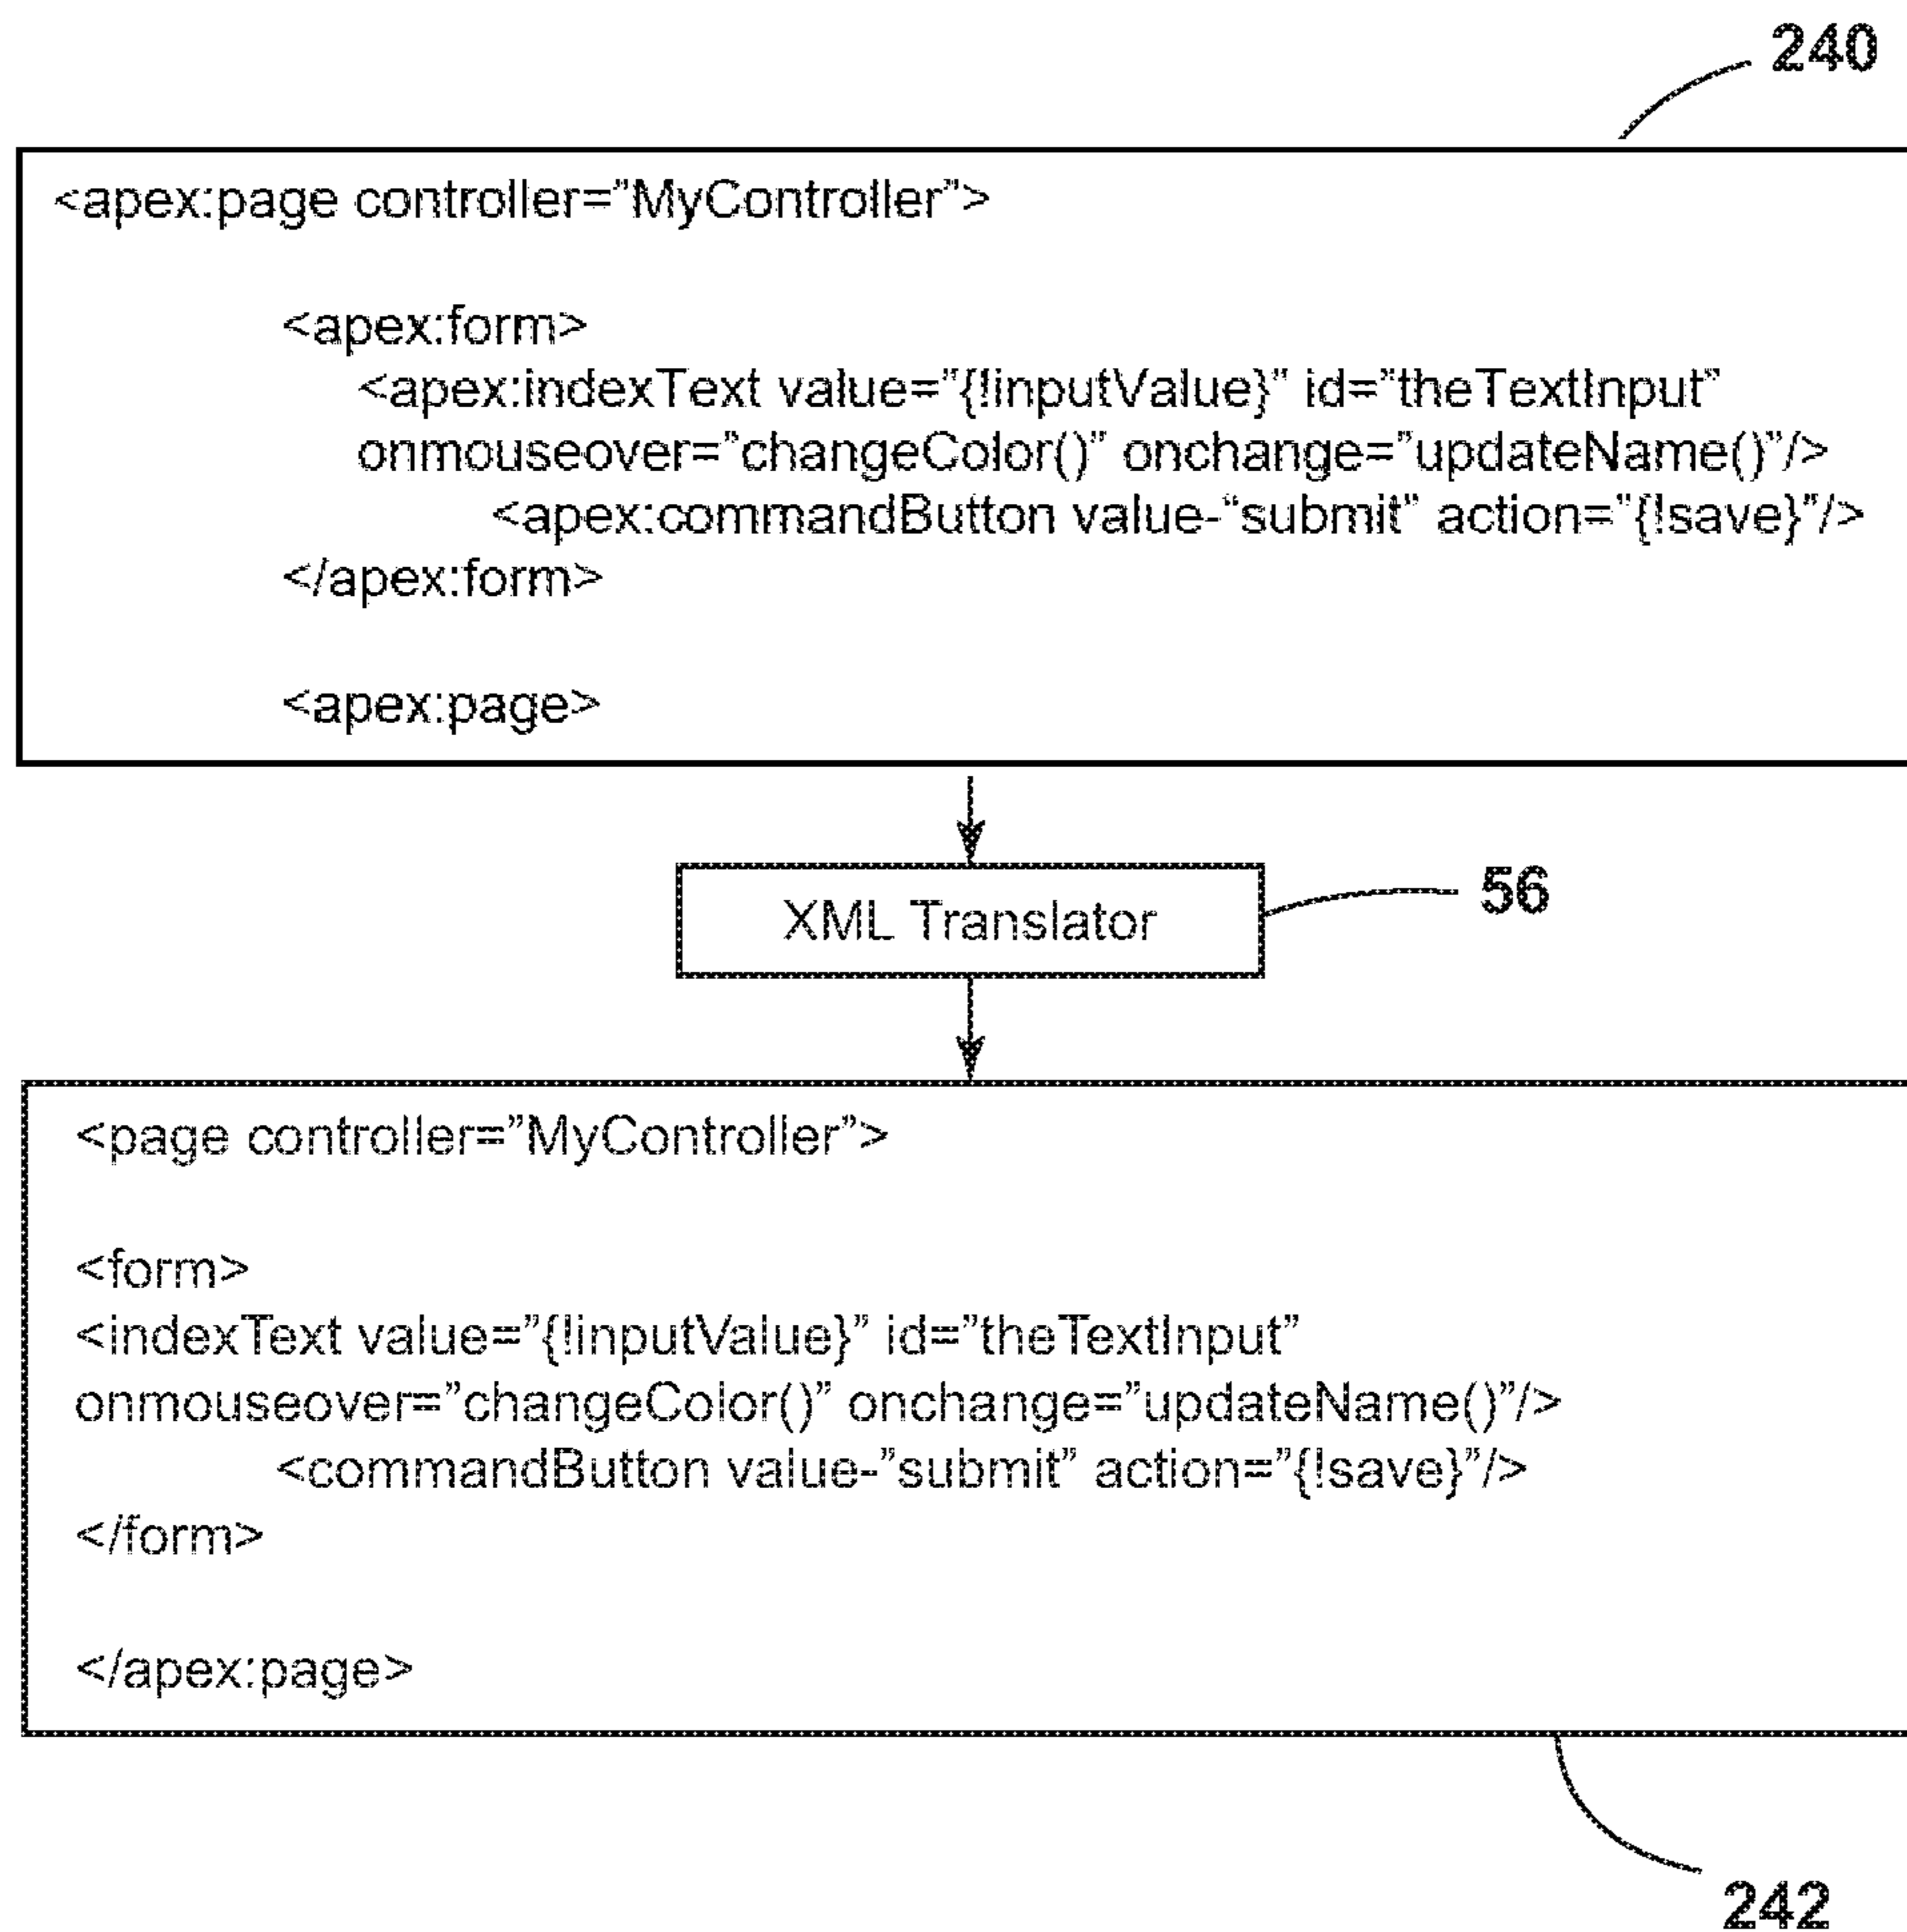 240
<apex:page controller=”MyController”>
<apex:form>
<apex:indexText value=”{!inputValue}” id=”theTextInput”
onmouseover=”changeColor()” onchange=”updateName()”/>
<apex:commandButton value-“submit” action=”{!save}”/>
</apex:form>
<apex:page>
XML Translator
56
<page controller=”MyController”>
<form>
<indexText value=”{!inputValue}” id=”theTextInput”
onmouseover=”changeColor()” onchange=”updateName()”/>
<commandButton value-”submit” action=”{!save}”/>
</form>
</apex:page>
242